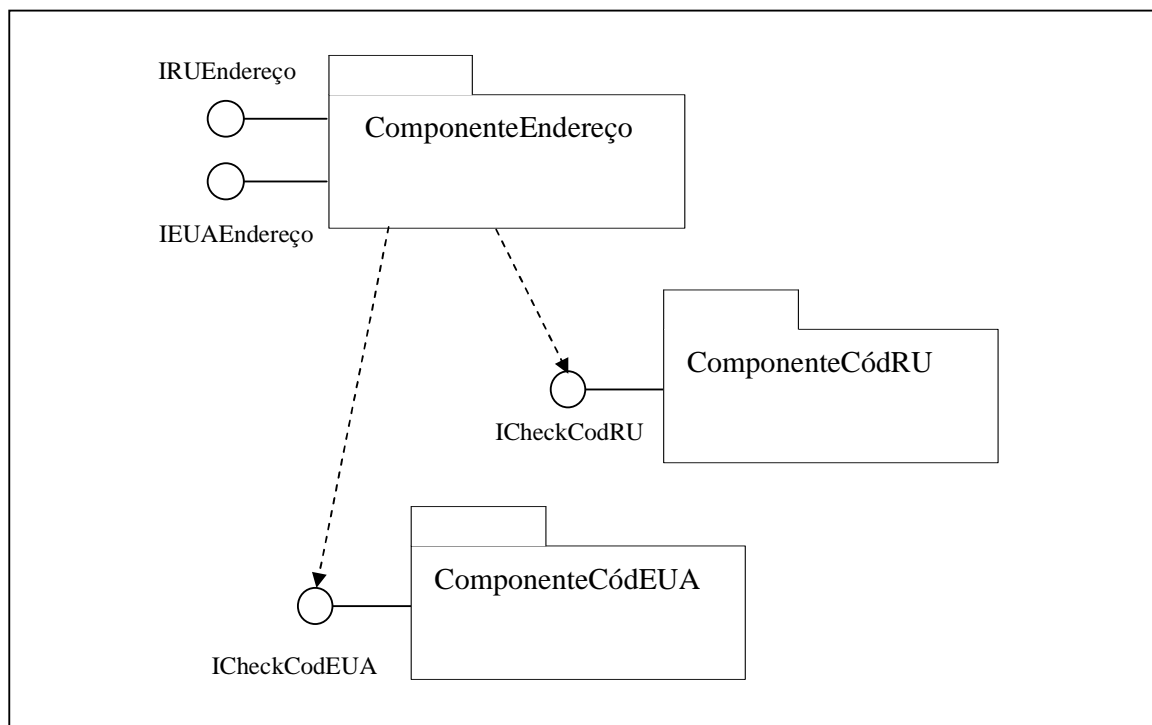 IRUEndereço
ComponenteEndereço
IEUAEndereço
ComponenteCódRU
ICheckCodRU
ComponenteCódEUA
ICheckCodEUA